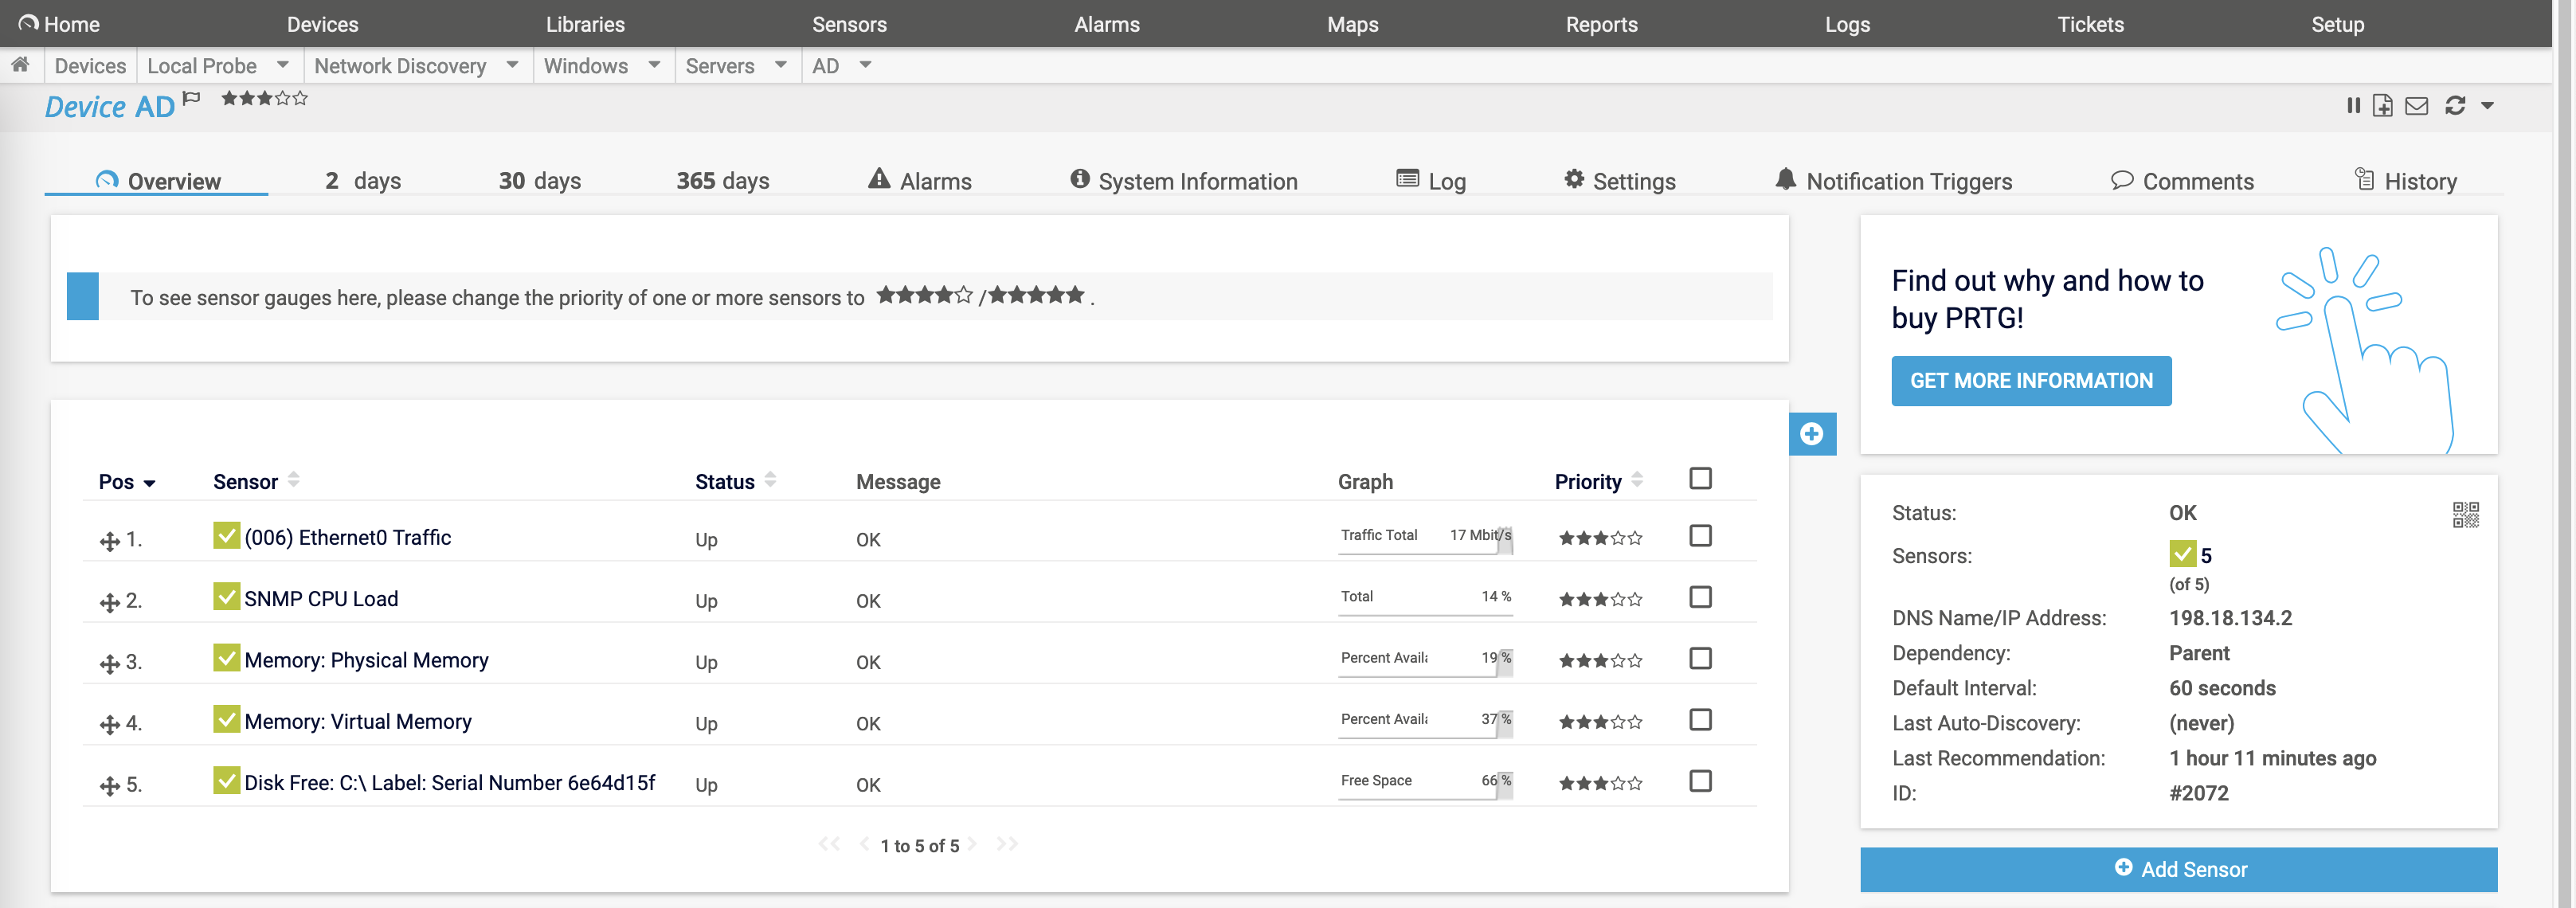 Home Devices Libraries Sensors Alarms Maps Reports Logs Tickets Setup
Devices Local Probe Network Discovery Windows Servers AD
Device AD
Overview 2 days 30 days 365 days Alarms System Information Log Settings Notification Triggers Comments History
To see sensor gauges here, please change the priority of one or more sensors to ★★★★☆ / ★★★★★ .
Find out why and how to
buy PRTG!
GET MORE INFORMATION
Pos Sensor Status Message Graph Priority
1. (006) Ethernet0 Traffic Up OK Traffic Total 17 Mbit/s
2. SNMP CPU Load Up OK Total 14 %
3. Memory: Physical Memory Up OK Percent Availa 19 %
4. Memory: Virtual Memory Up OK Percent Availa 37 %
5. Disk Free: C:\ Label: Serial Number 6e64d15f Up OK Free Space 66 %
<< < 1 to 5 of 5 > >>
Status: OK
Sensors: 5
(of 5)
DNS Name/IP Address: 198.18.134.2
Dependency: Parent
Default Interval: 60 seconds
Last Auto-Discovery: (never)
Last Recommendation: 1 hour 11 minutes ago
ID: #2072
Add Sensor